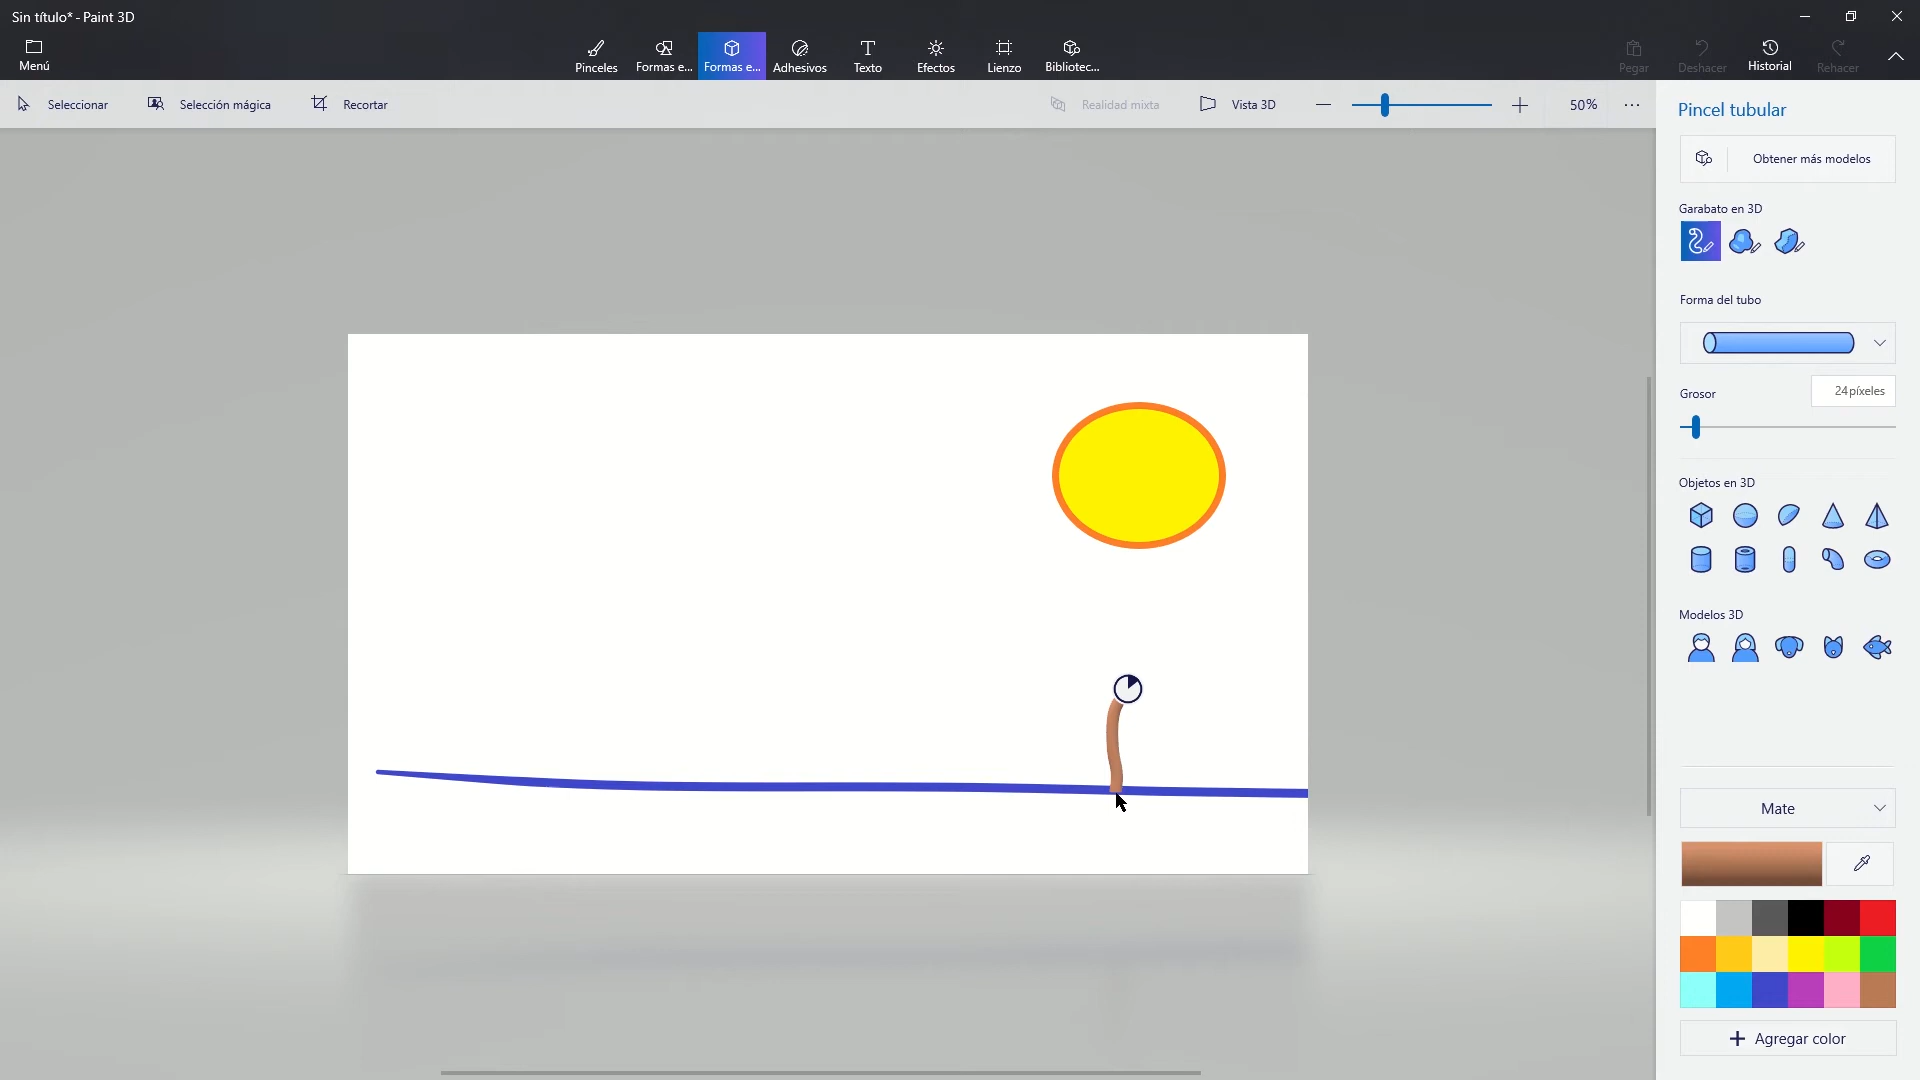 Sin título* - Paint 3D
Menú
Pinceles
Formas e...
Formas e...
Adhesivos
Texto
Efectos
Lienzo
Bibliotec...
Pegar
Deshacer
Historial
Rehacer
Seleccionar
Selección mágica
Recortar
Realidad mixta
Vista 3D
50%
Pincel tubular
Obtener más modelos
Garabato en 3D
Forma del tubo
Grosor
24píxeles
Objetos en 3D
Modelos 3D
Mate
Agregar color